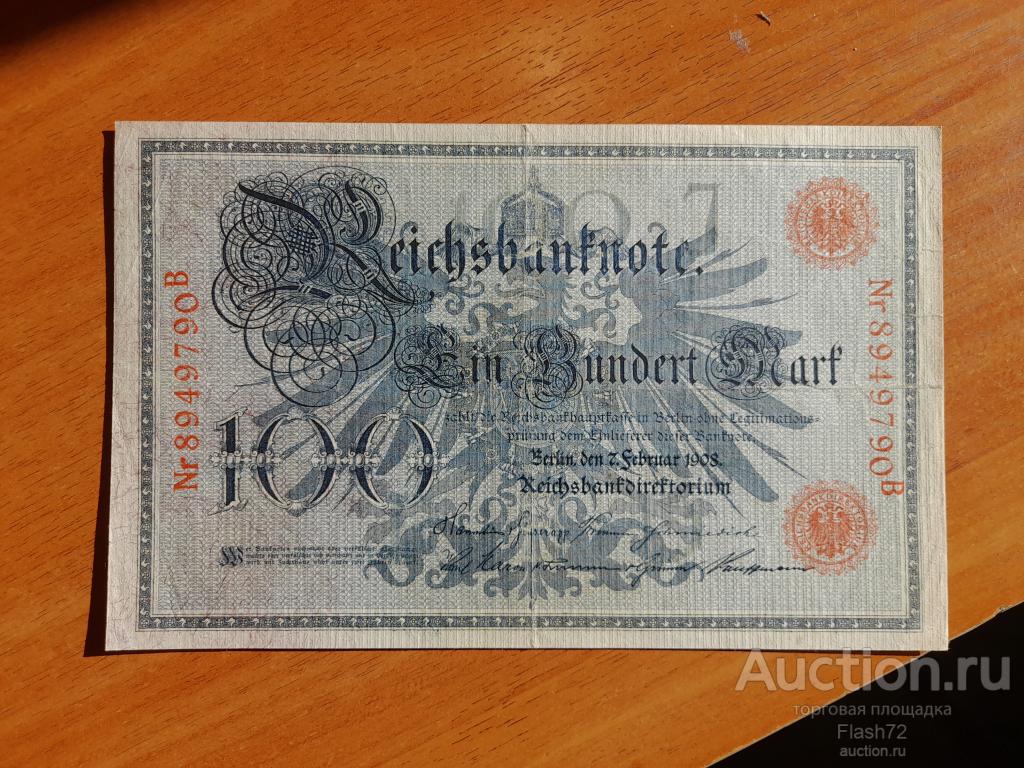 Reichsbanknote.
Ein Hundert Mark
zahlt die Reichsbankhauptkasse in Berlin ohne Legitimations-
prüfung dem Einlieferer dieser Banknote.
Berlin, den 7. Februar 1908.
Reichsbankdirektorium
100
Nr 8949790B
Nr 8949790B
Auction.ru
торговая площадка
Flash72
auction.ru